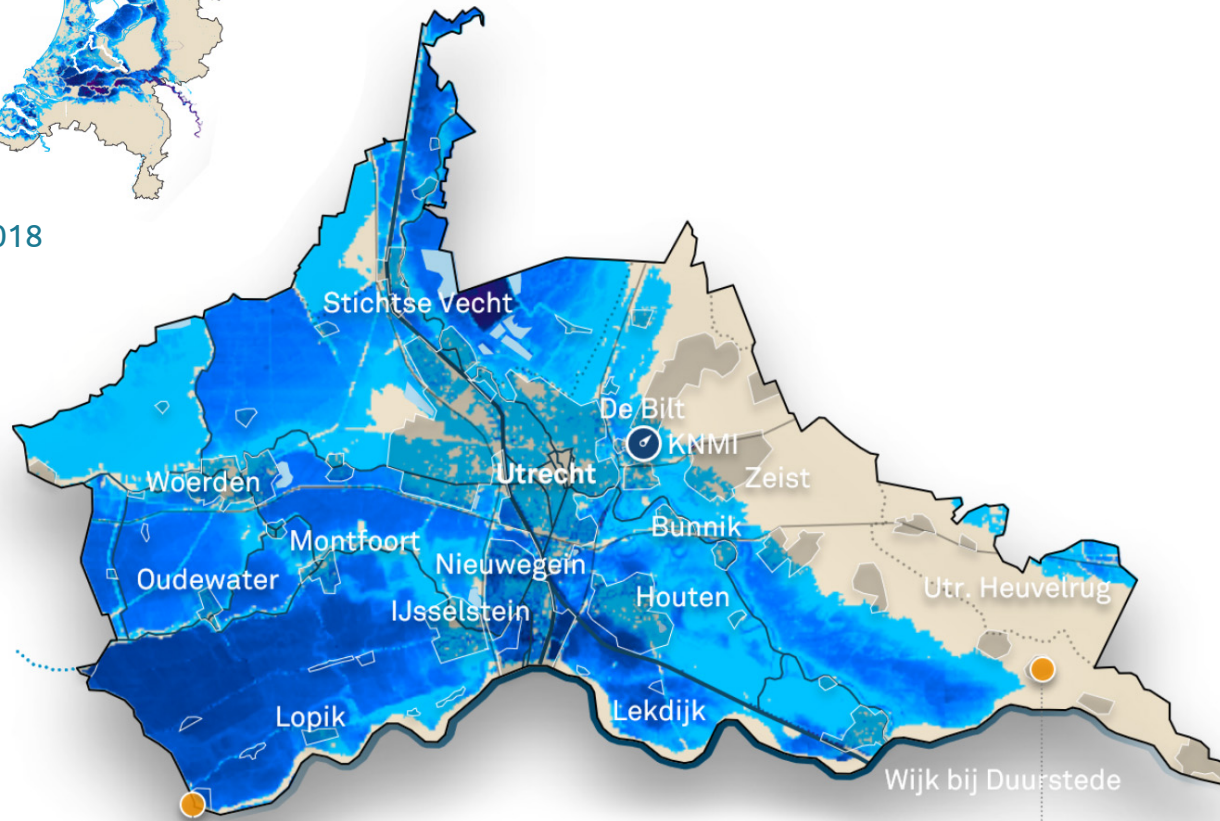 018
Stichtse Vecht
De Bilt
KNMI
Woerden
Utrecht
Zeist
Bunnik
Montfoort
Nieuwegein
Oudewater
Utr. Heuvelrug
Houten
IJsselstein
Lopik
Lekdijk
Wijk bij Duurstede